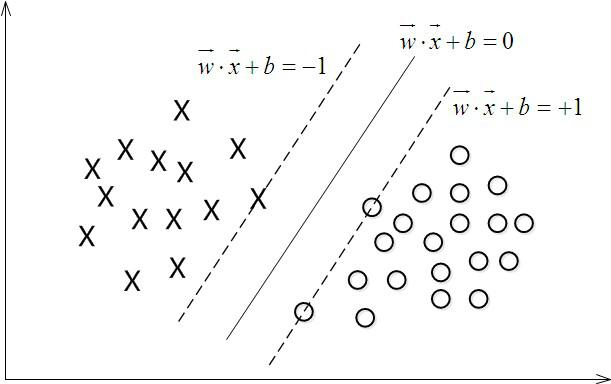 w⃗ · x⃗ + b = 0
w⃗ · x⃗ + b = −1
w⃗ · x⃗ + b = +1